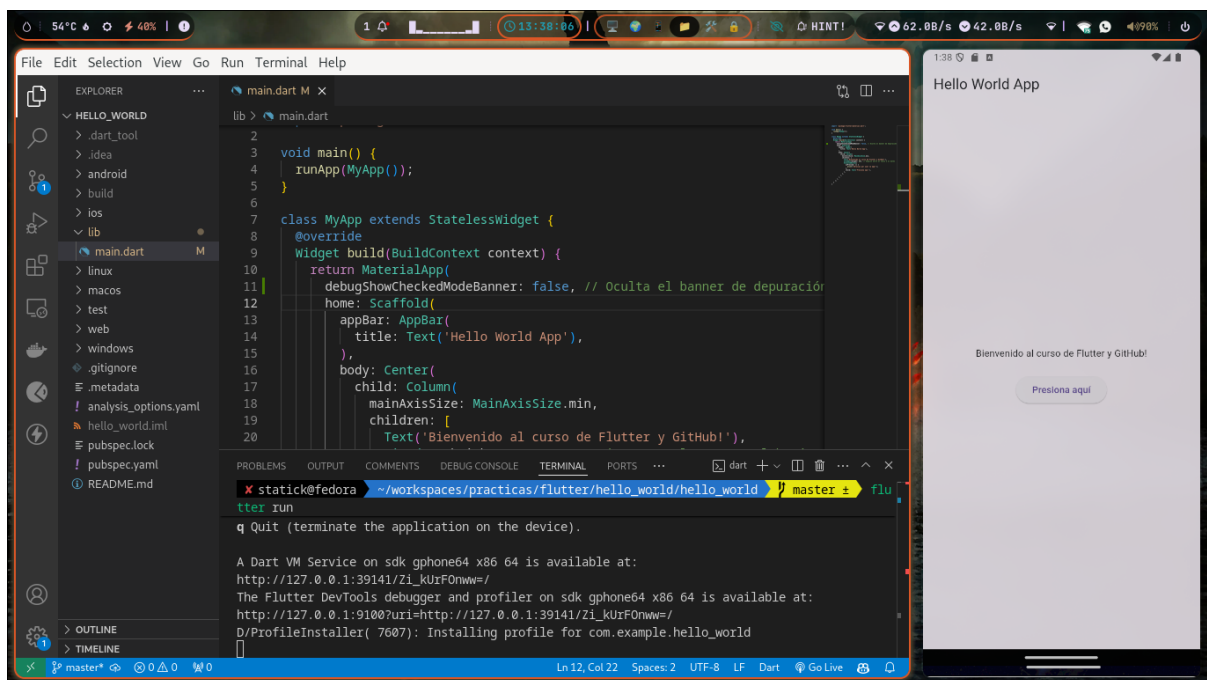 54°C
40%
1
13:38:06
HINT!
62.0B/s
42.0B/s
90%
File Edit Selection View Go Run Terminal Help
EXPLORER
HELLO_WORLD
.dart_tool
.idea
android
build
ios
lib
main.dart M
linux
macos
test
web
windows
.gitignore
.metadata
analysis_options.yaml
hello_world.iml
pubspec.lock
pubspec.yaml
README.md
OUTLINE
TIMELINE
1
1
main.dart M
lib > main.dart
2
3 void main() {
4 runApp(MyApp());
5 }
6
7 class MyApp extends StatelessWidget {
8 @override
9 Widget build(BuildContext context) {
10 return MaterialApp(
11 debugShowCheckedModeBanner: false, // Oculta el banner de depuración
12 home: Scaffold(
13 appBar: AppBar(
14 title: Text('Hello World App'),
15 ),
16 body: Center(
17 child: Column(
18 mainAxisSize: MainAxisSize.min,
19 children: [
20 Text('Bienvenido al curso de Flutter y GitHub!'),
PROBLEMS OUTPUT COMMENTS DEBUG CONSOLE TERMINAL PORTS ··· dart
✘ statick@fedora ~/workspaces/practicas/flutter/hello_world/hello_world master ± flu
tter run
q Quit (terminate the application on the device).
A Dart VM Service on sdk gphone64 x86 64 is available at:
http://127.0.0.1:39141/Zi_kUrFOnww=/
The Flutter DevTools debugger and profiler on sdk gphone64 x86 64 is available at:
http://127.0.0.1:9100?uri=http://127.0.0.1:39141/Zi_kUrFOnww=/
D/ProfileInstaller( 7607): Installing profile for com.example.hello_world
master* 0 0 0 Ln 12, Col 22 Spaces: 2 UTF-8 LF Dart Go Live
1:38
Hello World App
Bienvenido al curso de Flutter y GitHub!
Presiona aquí